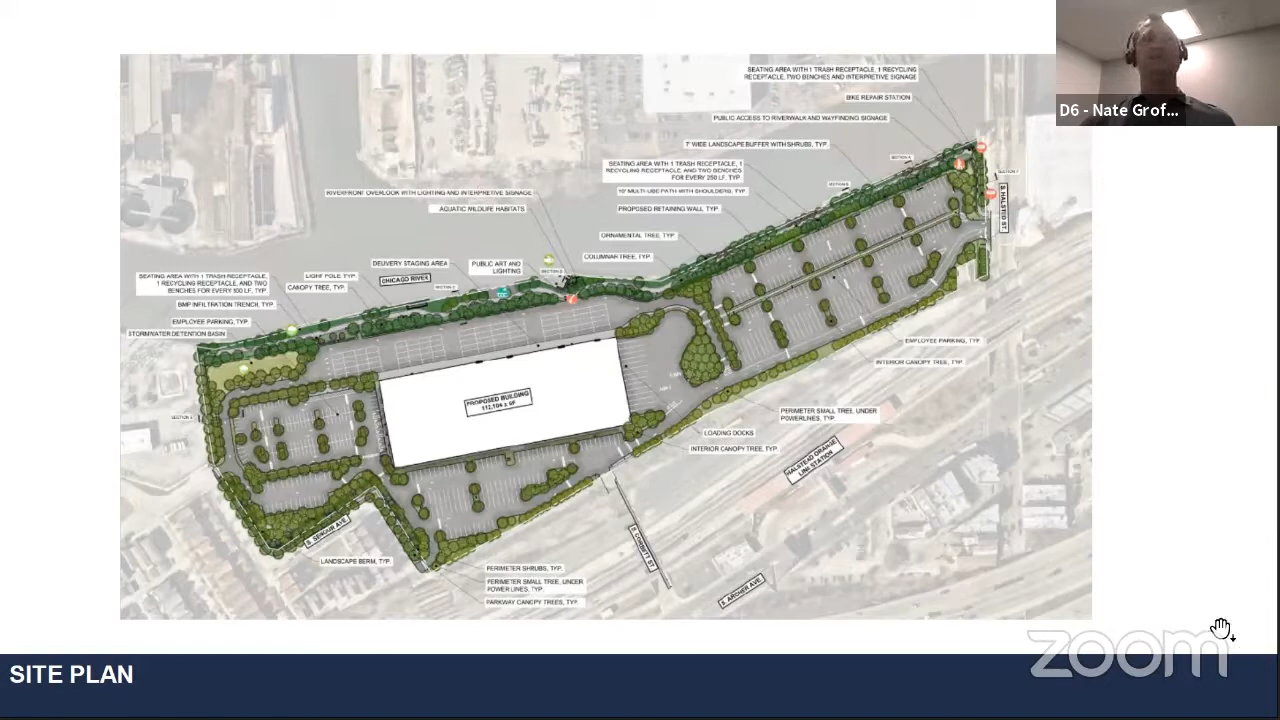 D6 - Nate Grof...
SEATING AREA WITH 1 TRASH RECEPTACLE, 1 RECYCLING
RECEPTACLE, TWO BENCHES AND INTERPRETIVE SIGNAGE
BIKE REPAIR STATION
PUBLIC ACCESS TO RIVERWALK AND WAYFINDING SIGNAGE
7' WIDE LANDSCAPE BUFFER WITH SHRUBS, TYP.
SEATING AREA WITH 1 TRASH RECEPTACLE, 1
RECYCLING RECEPTACLE, AND TWO BENCHES
FOR EVERY 250 LF, TYP.
10' MULTI-USE PATH WITH SHOULDERS, TYP.
PROPOSED RETAINING WALL, TYP.
RIVERFRONT OVERLOOK WITH LIGHTING AND INTERPRETIVE SIGNAGE
AQUATIC WILDLIFE HABITATS
ORNAMENTAL TREE, TYP.
COLUMNAR TREE, TYP.
DELIVERY STAGING AREA
PUBLIC ART AND
LIGHTING
CHICAGO RIVER
SEATING AREA WITH 1 TRASH RECEPTACLE,
1 RECYCLING RECEPTACLE, AND TWO
BENCHES FOR EVERY 500 LF, TYP.
LIGHT POLE, TYP.
CANOPY TREE, TYP.
BMP INFILTRATION TRENCH, TYP.
EMPLOYEE PARKING, TYP.
STORMWATER DETENTION BASIN
S. HALSTED ST.
EMPLOYEE PARKING, TYP.
INTERIOR CANOPY TREE, TYP.
PROPOSED BUILDING
112,184 ± SF
PERIMETER SMALL TREE, UNDER
POWERLINES, TYP.
LOADING DOCKS
INTERIOR CANOPY TREE, TYP.
HALSTEAD ORANGE
LINE STATION
S. SENOUR AVE.
S. CORBETT ST.
LANDSCAPE BERM, TYP.
PERIMETER SHRUBS, TYP.
PERIMETER SMALL TREE, UNDER
POWER LINES, TYP.
PARKWAY CANOPY TREES, TYP.
S. ARCHER AVE.
zoom
SITE PLAN